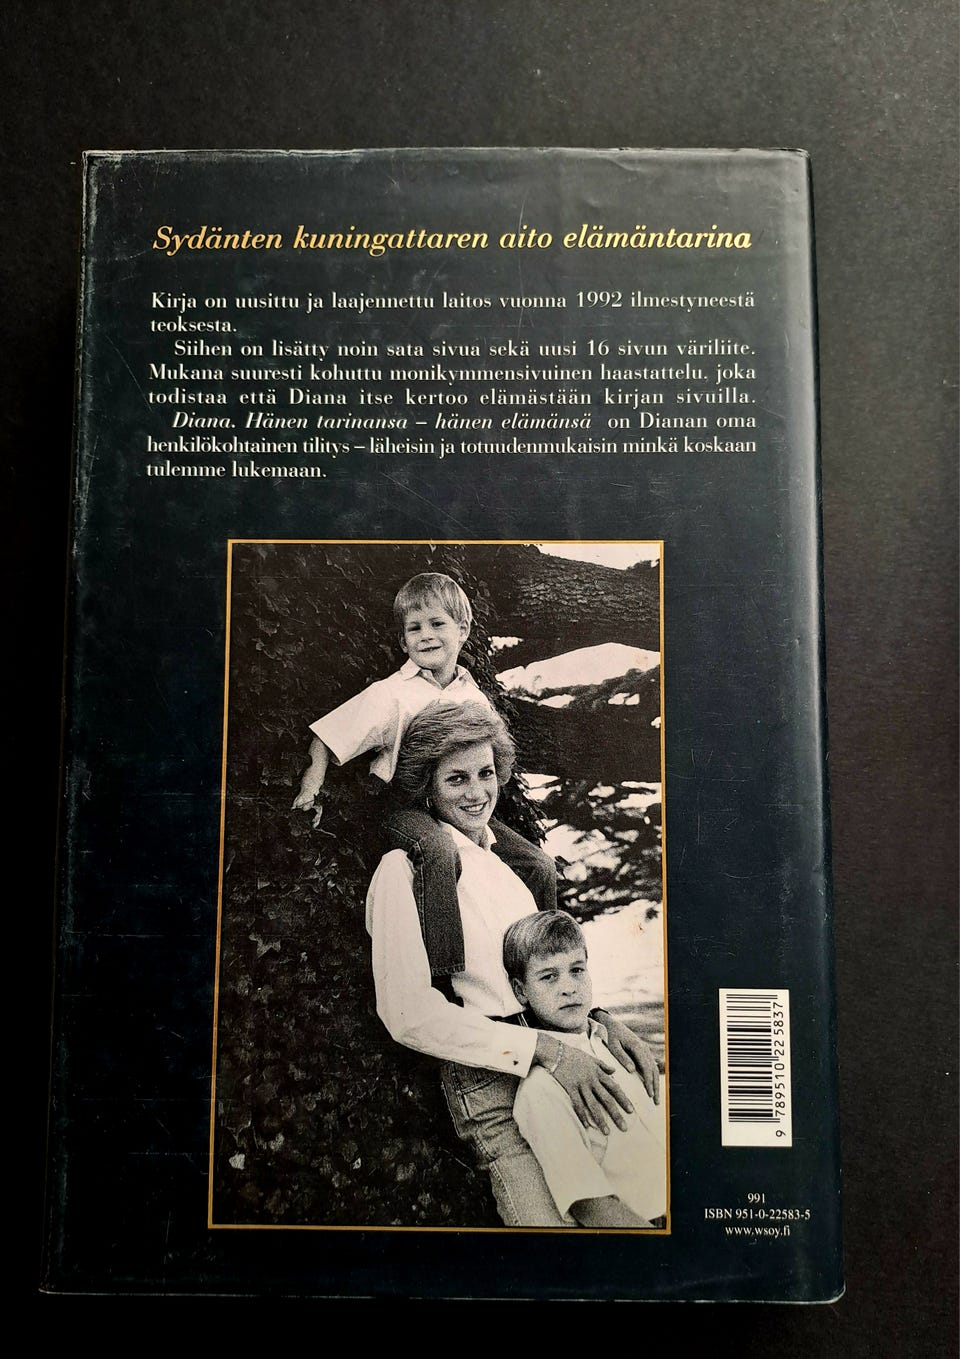 Sydänten kuningattaren aito elämäntarina
Kirja on uusittu ja laajennettu laitos vuonna 1992 ilmestyneestä
teoksesta.
Siihen on lisätty noin sata sivua sekä uusi 16 sivun väriliite.
Mukana suuresti kohuttu monikymmensivuinen haastattelu, joka
todistaa että Diana itse kertoo elämästään kirjan sivuilla.
Diana. Hänen tarinansa – hänen elämänsä on Dianan oma
henkilökohtainen tilitys – läheisin ja totuudenmukaisin minkä koskaan
tulemme lukemaan.
9 789510 225837
991
ISBN 951-0-22583-5
www.wsoy.fi